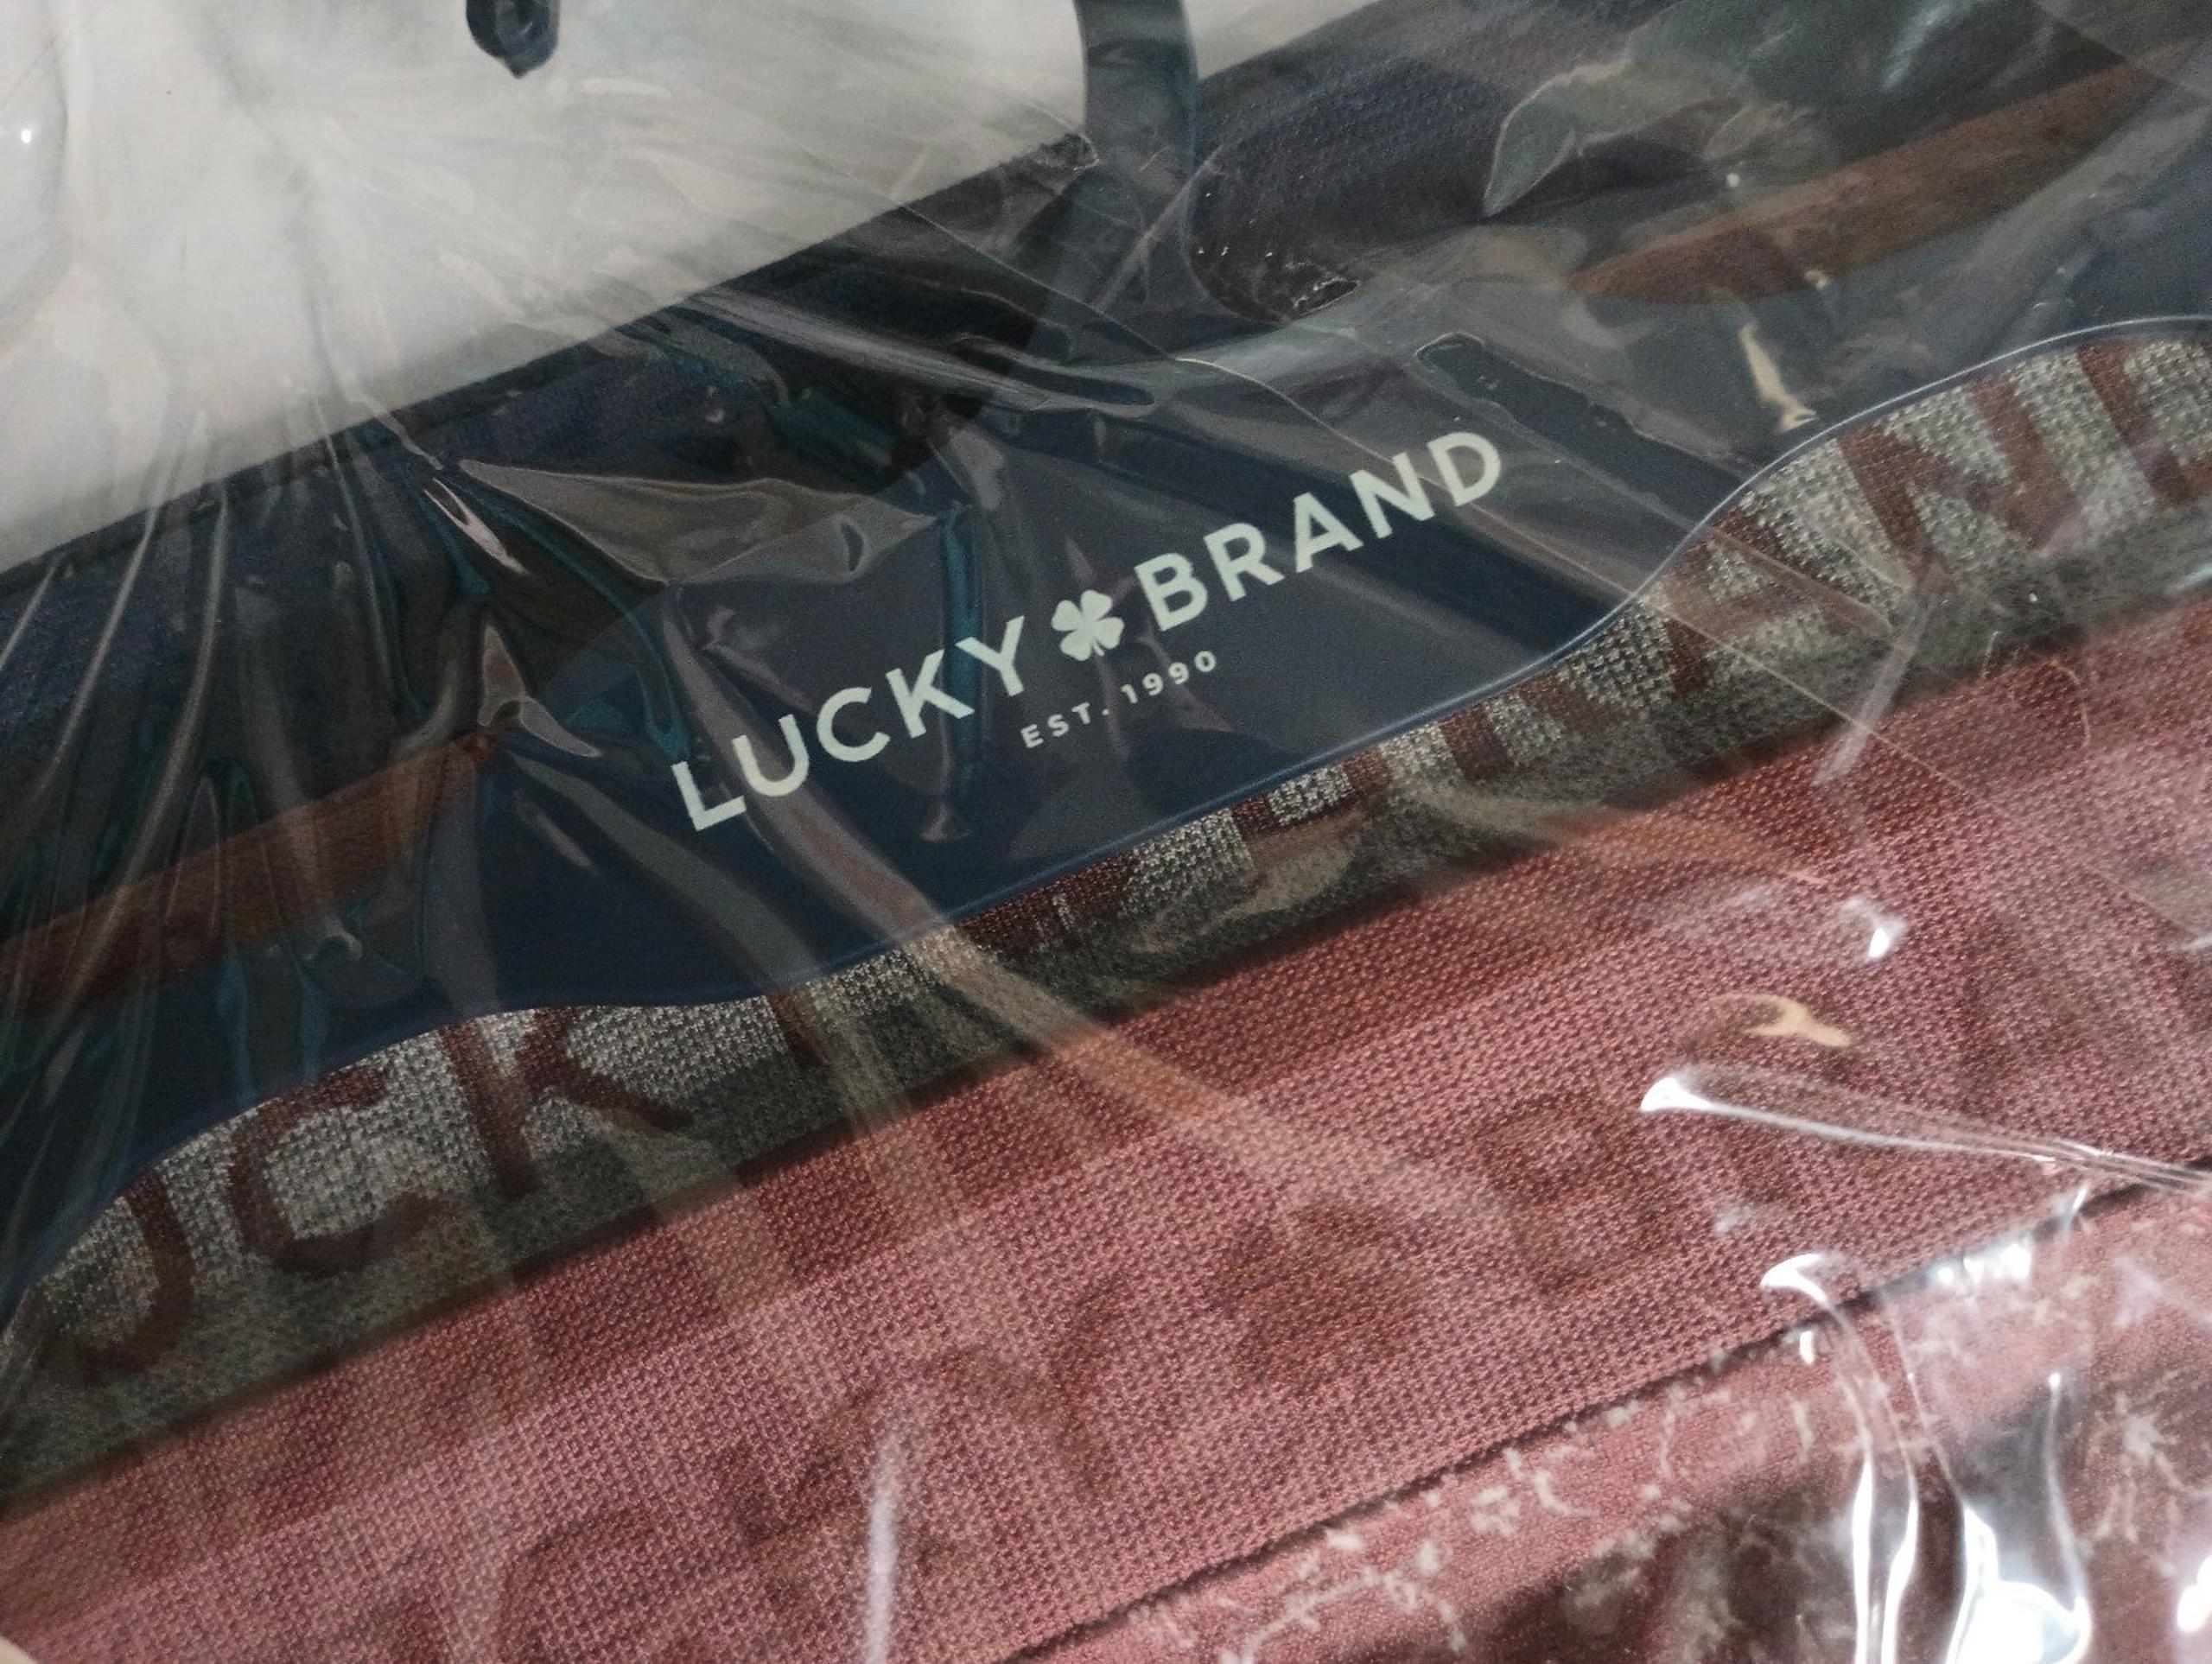 LUCKY BRAND
EST. 1990